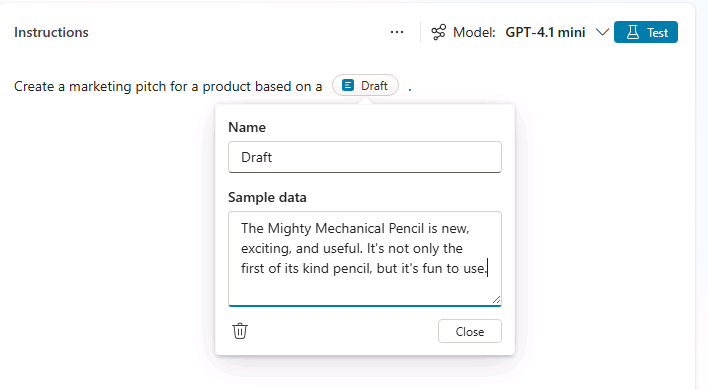 Instructions ... Model: GPT-4.1 mini Test
Create a marketing pitch for a product based on a Draft .
Name
Draft
Sample data
The Mighty Mechanical Pencil is new,
exciting, and useful. It's not only the
first of its kind pencil, but it's fun to use.
Close